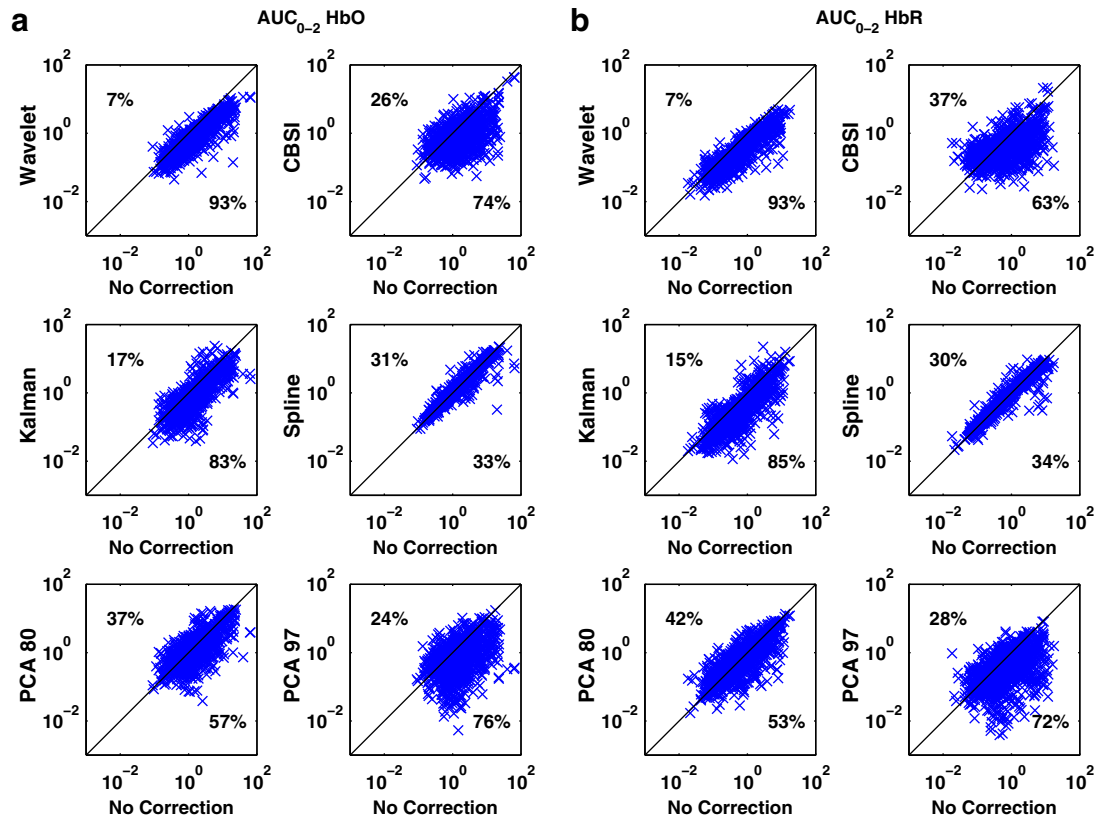 a
AUC0–2 HbO
b
AUC0–2 HbR
10^2
10^0
10^−2
Wavelet
7%
93%
10^−2 10^0 10^2
No Correction
10^2
10^0
10^−2
CBSI
26%
74%
10^−2 10^0 10^2
No Correction
10^2
10^0
10^−2
Wavelet
7%
93%
10^−2 10^0 10^2
No Correction
10^2
10^0
10^−2
CBSI
37%
63%
10^−2 10^0 10^2
No Correction
10^2
10^0
10^−2
Kalman
17%
83%
10^−2 10^0 10^2
No Correction
10^2
10^0
10^−2
Spline
31%
33%
10^−2 10^0 10^2
No Correction
10^2
10^0
10^−2
Kalman
15%
85%
10^−2 10^0 10^2
No Correction
10^2
10^0
10^−2
Spline
30%
34%
10^−2 10^0 10^2
No Correction
10^2
10^0
10^−2
PCA 80
37%
57%
10^−2 10^0 10^2
No Correction
10^2
10^0
10^−2
PCA 97
24%
76%
10^−2 10^0 10^2
No Correction
10^2
10^0
10^−2
PCA 80
42%
53%
10^−2 10^0 10^2
No Correction
10^2
10^0
10^−2
PCA 97
28%
72%
10^−2 10^0 10^2
No Correction